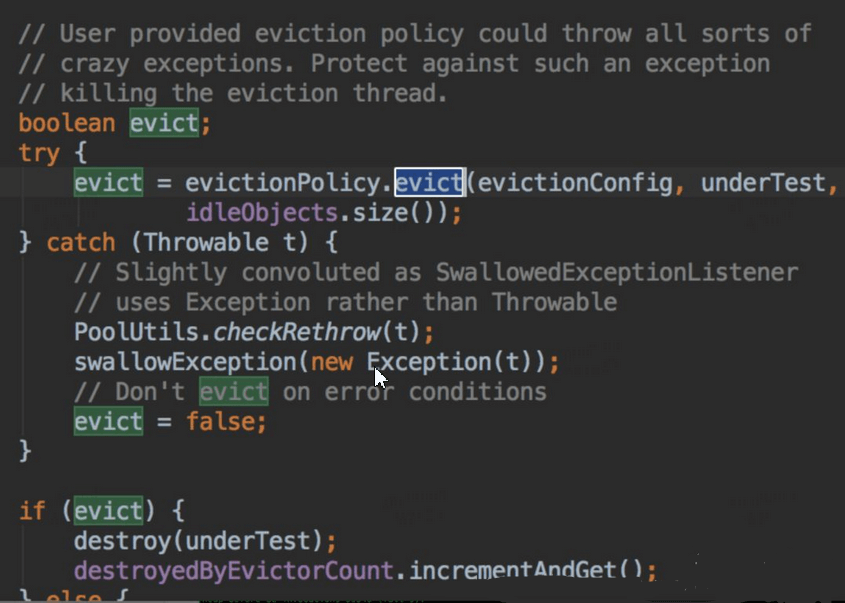 // User provided eviction policy could throw all sorts of
// crazy exceptions. Protect against such an exception
// killing the eviction thread.
boolean evict;
try {
evict = evictionPolicy.evict(evictionConfig, underTest,
idleObjects.size());
} catch (Throwable t) {
// Slightly convoluted as SwallowedExceptionListener
// uses Exception rather than Throwable
PoolUtils.checkRethrow(t);
swallowException(new Exception(t));
// Don't evict on error conditions
evict = false;
}
if (evict) {
destroy(underTest);
destroyedByEvictorCount.incrementAndGet();
} else {